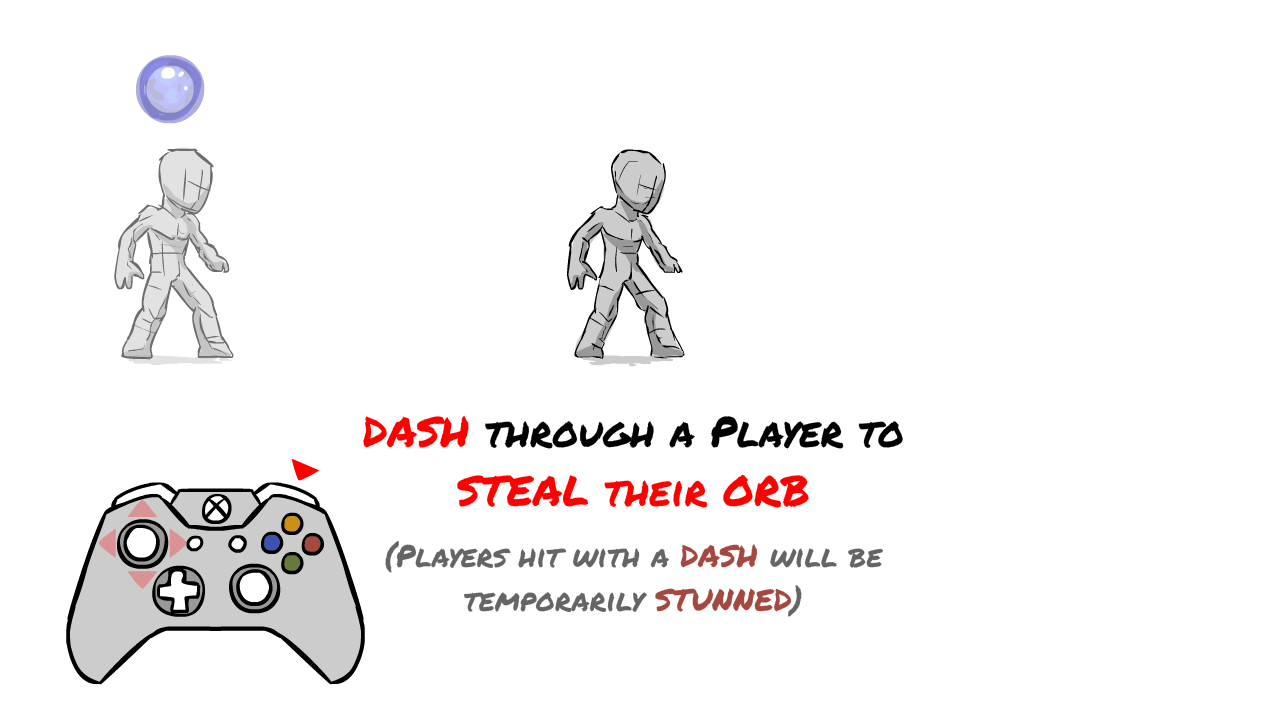 DASH through a Player to
STEAL their ORB
(Players hit with a DASH will be
temporarily STUNNED)